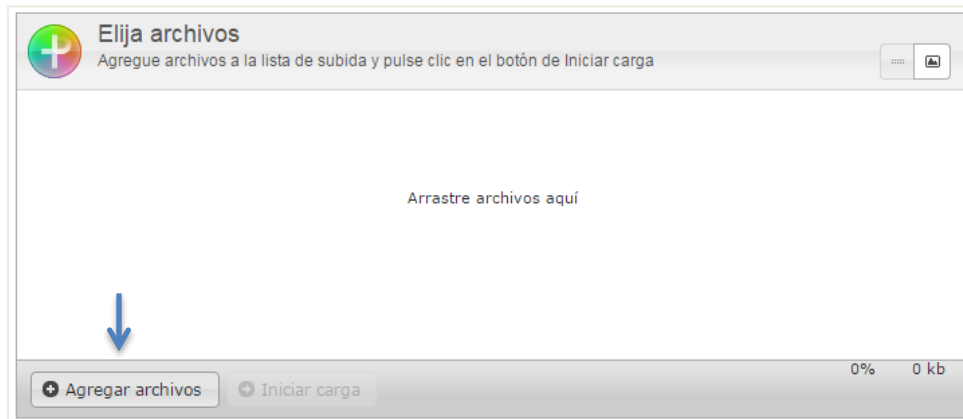 Elija archivos
Agregue archivos a la lista de subida y pulse clic en el botón de Iniciar carga
Arrastre archivos aquí
Agregar archivos Iniciar carga 0% 0 kb